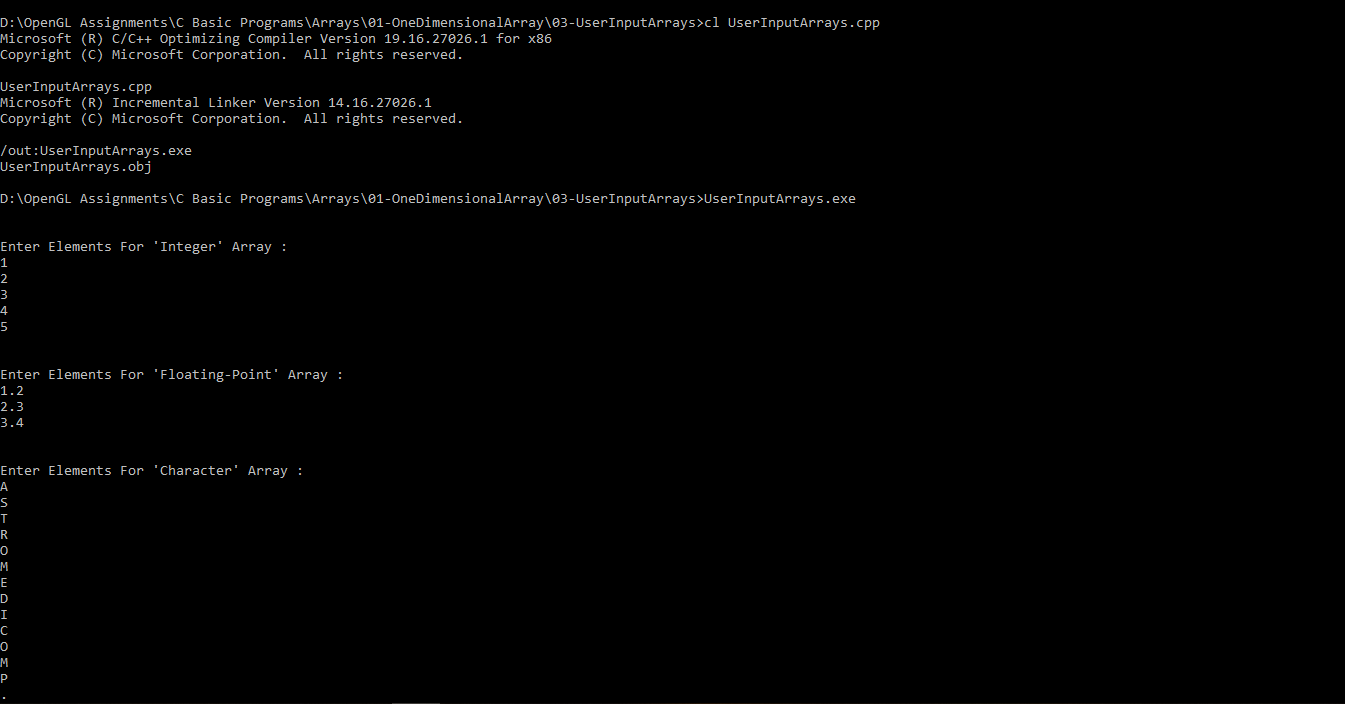 D:\OpenGL Assignments\C Basic Programs\Arrays\01-OneDimensionalArray\03-UserInputArrays>cl UserInputArrays.cpp
Microsoft (R) C/C++ Optimizing Compiler Version 19.16.27026.1 for x86
Copyright (C) Microsoft Corporation.  All rights reserved.
UserInputArrays.cpp
Microsoft (R) Incremental Linker Version 14.16.27026.1
Copyright (C) Microsoft Corporation.  All rights reserved.
/out:UserInputArrays.exe
UserInputArrays.obj
D:\OpenGL Assignments\C Basic Programs\Arrays\01-OneDimensionalArray\03-UserInputArrays>UserInputArrays.exe
Enter Elements For 'Integer' Array :
1
2
3
4
5
Enter Elements For 'Floating-Point' Array :
1.2
2.3
3.4
Enter Elements For 'Character' Array :
A
S
T
R
O
M
E
D
I
C
O
M
P
.